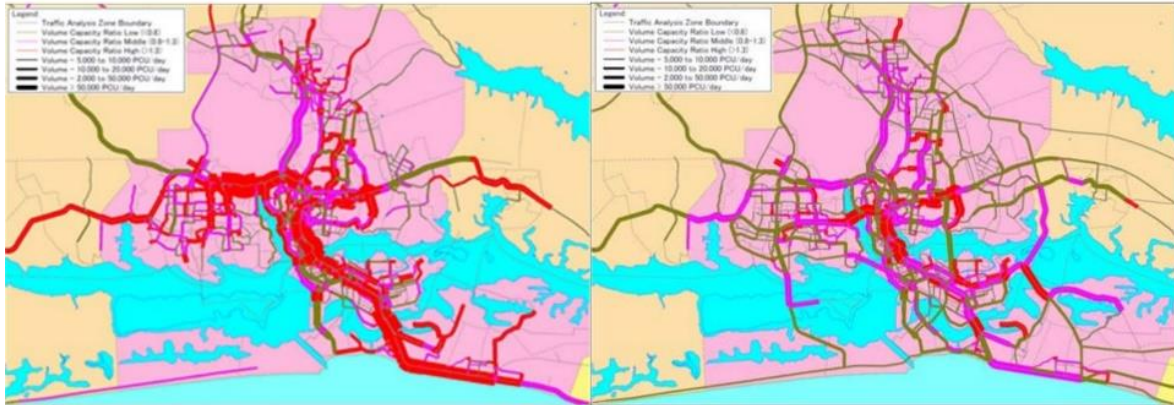 Legend
Traffic Analysis Zone Boundary
Volume Capacity Ratio Low (<0.8)
Volume Capacity Ratio Middle (0.8-1.3)
Volume Capacity Ratio High (>1.3)
Volume - 5,000 to 10,000 PCU/day
Volume - 10,000 to 20,000 PCU/day
Volume - 2,000 to 50,000 PCU/day
Volume ≥ 50,000 PCU/day
Legend
Traffic Analysis Zone Boundary
Volume Capacity Ratio Low (<0.8)
Volume Capacity Ratio Middle (0.8-1.3)
Volume Capacity Ratio High (>1.3)
Volume - 5,000 to 10,000 PCU/day
Volume - 10,000 to 20,000 PCU/day
Volume - 2,000 to 50,000 PCU/day
Volume ≥ 50,000 PCU/day